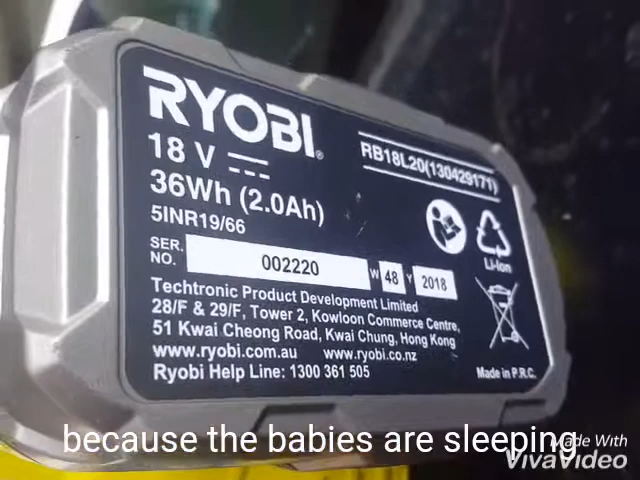 RYOBI®
18 V
36Wh (2.0Ah)
5INR19/66
RB18L20(130429171)
Li-Ion
SER. NO. 002220 W 48 Y 2018
Techtronic Product Development Limited
28/F & 29/F, Tower 2, Kowloon Commerce Centre,
51 Kwai Cheong Road, Kwai Chung, Hong Kong
www.ryobi.com.au www.ryobi.co.nz
Ryobi Help Line: 1300 361 505
Made in P.R.C.
because the babies are sleeping
Made With
VivaVideo